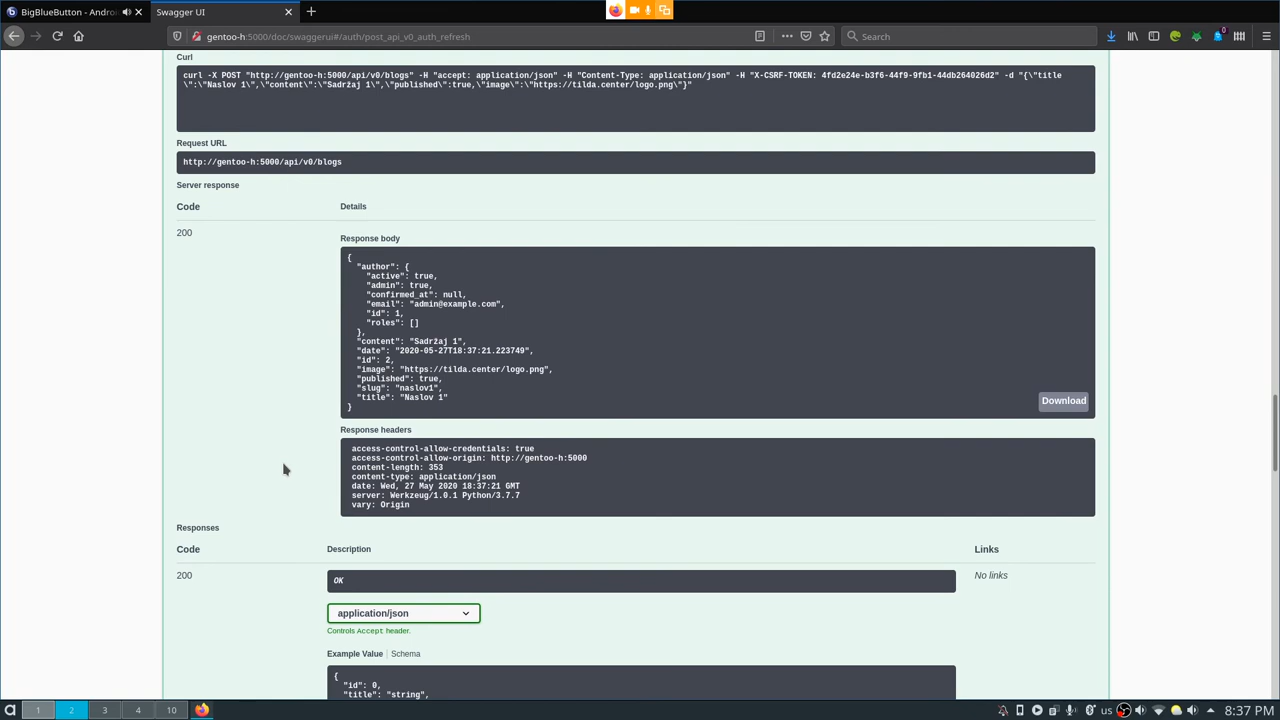 BigBlueButton - Androi
Swagger UI
gentoo-h:5000/doc/swaggerui#/auth/post_api_v0_auth_refresh
Search
Curl
curl -X POST "http://gentoo-h:5000/api/v0/blogs" -H "accept: application/json" -H "Content-Type: application/json" -H "X-CSRF-TOKEN: 4fd2e24e-b3f6-44f9-9fb1-44db264026d2" -d "{\"title
\":\"Naslov 1\",\"content\":\"Sadržaj 1\",\"published\":true,\"image\":\"https://tilda.center/logo.png\"}"
Request URL
http://gentoo-h:5000/api/v0/blogs
Server response
Code Details
200
Response body
{
"author": {
"active": true,
"admin": true,
"confirmed_at": null,
"email": "admin@example.com",
"id": 1,
"roles": []
},
"content": "Sadržaj 1",
"date": "2020-05-27T18:37:21.223749",
"id": 2,
"image": "https://tilda.center/logo.png",
"published": true,
"slug": "naslov1",
"title": "Naslov 1"
}
Download
Response headers
access-control-allow-credentials: true
access-control-allow-origin: http://gentoo-h:5000
content-length: 353
content-type: application/json
date: Wed, 27 May 2020 18:37:21 GMT
server: Werkzeug/1.0.1 Python/3.7.7
vary: Origin
Responses
Code Description Links
200 OK No links
application/json
Controls Accept header.
Example Value Schema
{
"id": 0,
"title": "string",
1 2 3 4 10 us 8:37 PM